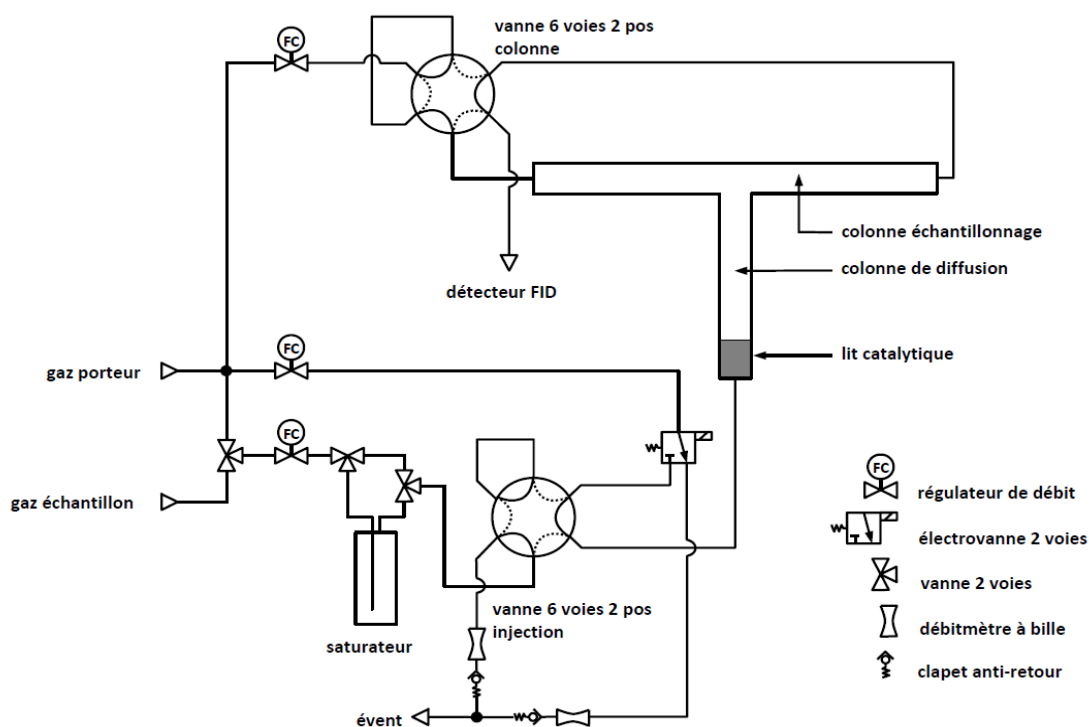 vanne 6 voies 2 pos
colonne
FC
colonne échantillonnage
colonne de diffusion
détecteur FID
lit catalytique
FC
gaz porteur
FC
gaz échantillon
FC
régulateur de débit
électrovanne 2 voies
vanne 2 voies
vanne 6 voies 2 pos
injection
débitmètre à bille
saturateur
clapet anti-retour
évent